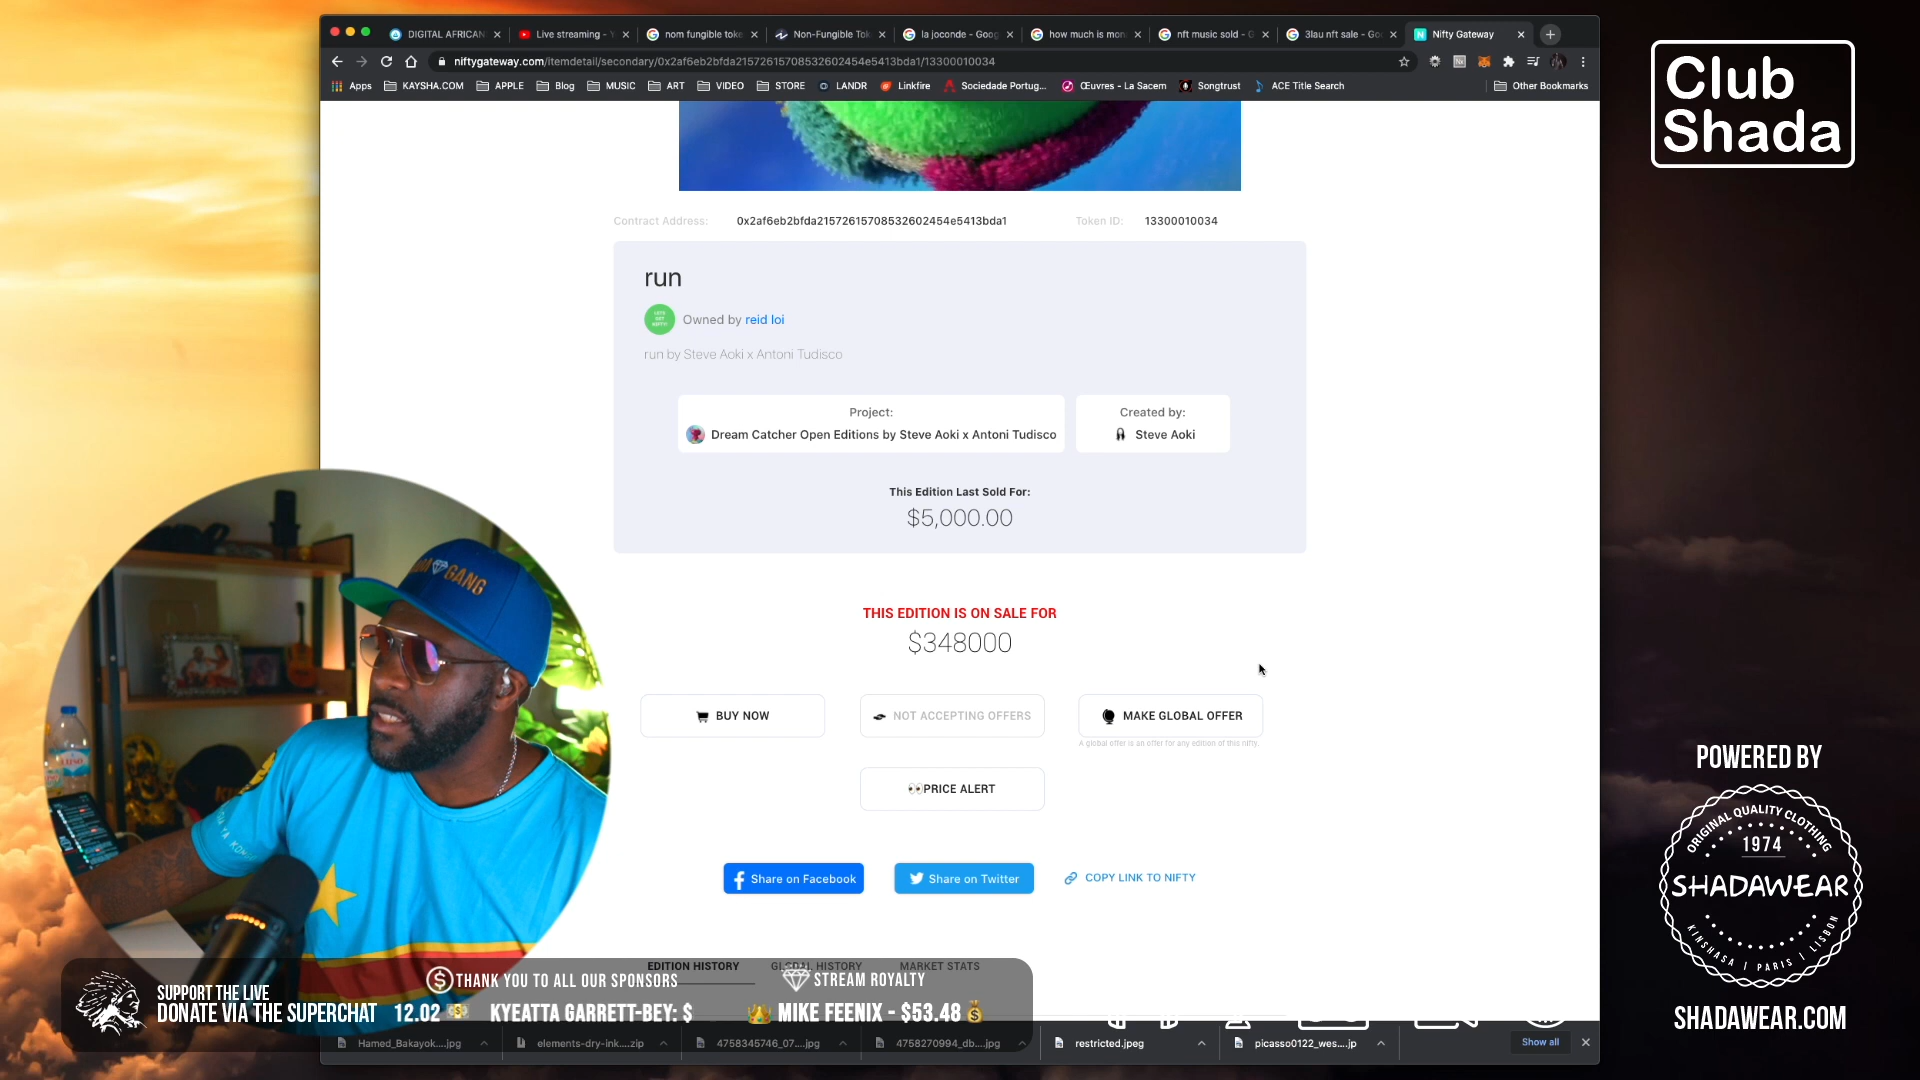 DIGITAL AFRICAN
Live streaming -
nom fungible toke
Non-Fungible Tok
la joconde - Goog
how much is mon
nft music sold - G
3lau nft sale - Goo
Nifty Gateway
niftygateway.com/itemdetail/secondary/0x2af6eb2bfda21572615708532602454e5413bda1/13300010034
Apps
KAYSHA.COM
APPLE
Blog
MUSIC
ART
VIDEO
STORE
LANDR
Linkfire
Sociedade Portug...
Œuvres - La Sacem
Songtrust
ACE Title Search
Other Bookmarks
Club
Shada
Contract Address: 0x2af6eb2bfda21572615708532602454e5413bda1 Token ID: 13300010034
run
Owned by reid loi
run by Steve Aoki x Antoni Tudisco
Project:
Dream Catcher Open Editions by Steve Aoki x Antoni Tudisco
Created by:
Steve Aoki
This Edition Last Sold For:
$5,000.00
THIS EDITION IS ON SALE FOR
$348000
BUY NOW
NOT ACCEPTING OFFERS
MAKE GLOBAL OFFER
A global offer is an offer for any edition of this nifty.
PRICE ALERT
Share on Facebook
Share on Twitter
COPY LINK TO NIFTY
EDITION HISTORY
GLOBAL HISTORY
MARKET STATS
GANG
SUPPORT THE LIVE
DONATE VIA THE SUPERCHAT
THANK YOU TO ALL OUR SPONSORS
12.02
KYEATTA GARRETT-BEY: $
STREAM ROYALTY
MIKE FEENIX - $53.48
Hamed_Bakayok....jpg
elements-dry-ink....zip
4758345746_07....jpg
4758270994_db....jpg
restricted.jpeg
picasso0122_wes....jp
Show all
POWERED BY
ORIGINAL QUALITY CLOTHING
1974
SHADAWEAR
KINSHASA | PARIS | LISBON
SHADAWEAR.COM